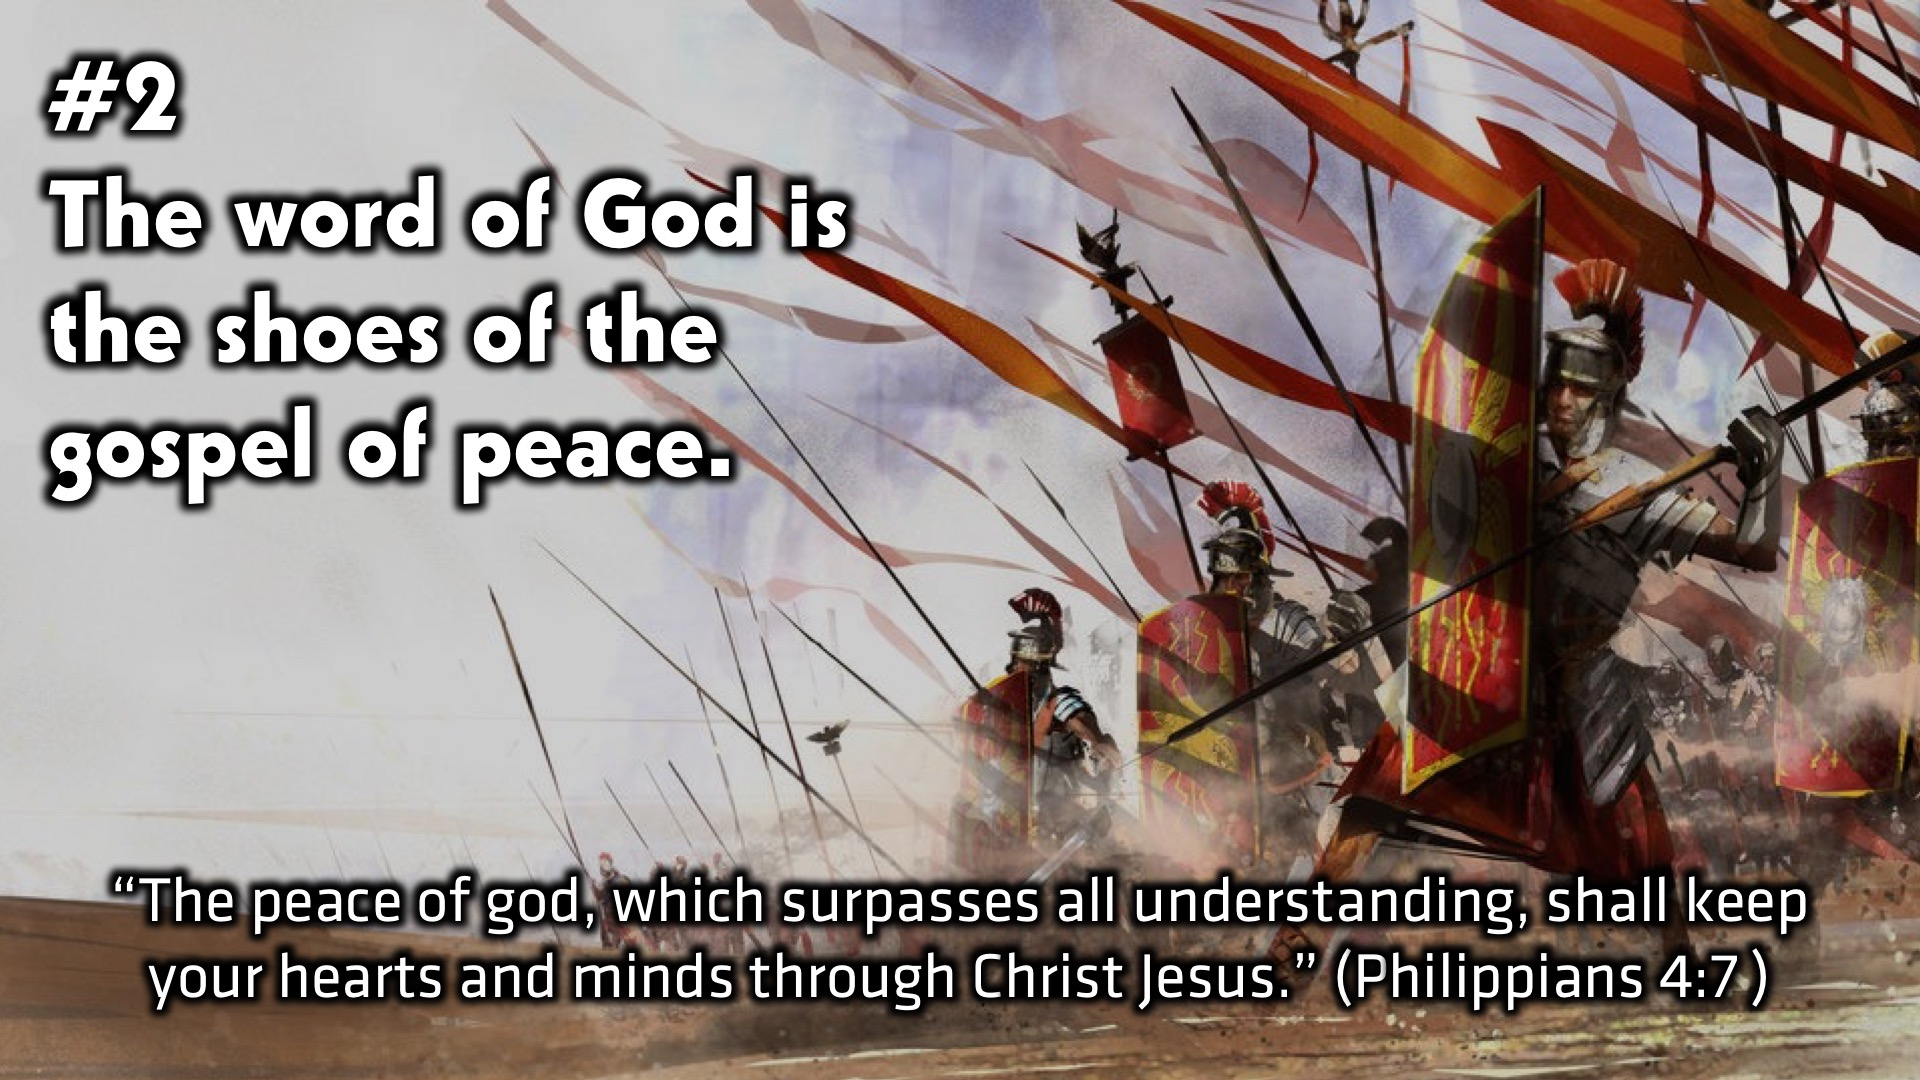 #2
The word of God is
the shoes of the
gospel of peace.
“The peace of god, which surpasses all understanding, shall keep
your hearts and minds through Christ Jesus.” (Philippians 4:7)